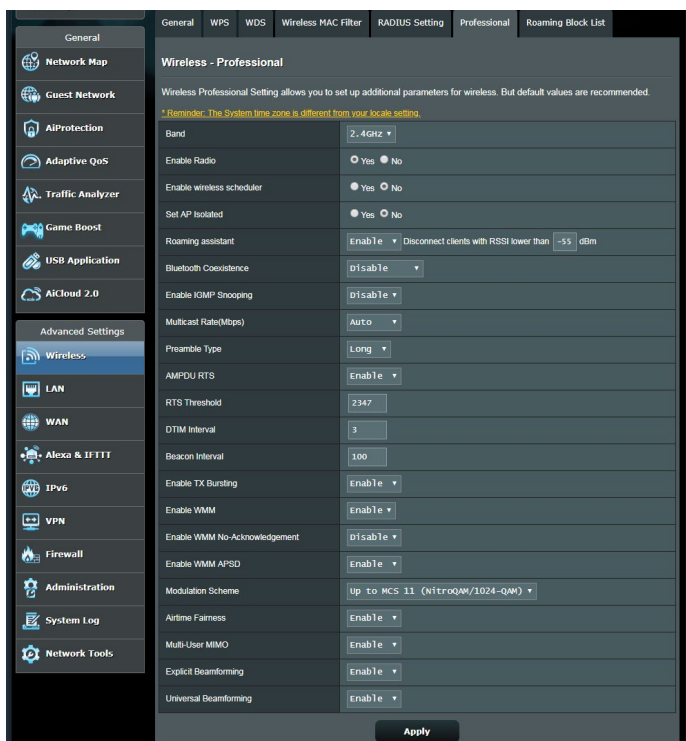 General WPS WDS Wireless MAC Filter RADIUS Setting Professional Roaming Block List
General
Network Map
Guest Network
AiProtection
Adaptive QoS
Traffic Analyzer
Game Boost
USB Application
AiCloud 2.0
Advanced Settings
Wireless
LAN
WAN
Alexa & IFTTT
IPv6
VPN
Firewall
Administration
System Log
Network Tools
Wireless - Professional
Wireless Professional Setting allows you to set up additional parameters for wireless. But default values are recommended.
* Reminder: The System time zone is different from your locale setting.
Band 2.4GHz
Enable Radio Yes No
Enable wireless scheduler Yes No
Set AP Isolated Yes No
Roaming assistant Enable Disconnect clients with RSSI lower than -55 dBm
Bluetooth Coexistence Disable
Enable IGMP Snooping Disable
Multicast Rate(Mbps) Auto
Preamble Type Long
AMPDU RTS Enable
RTS Threshold 2347
DTIM Interval 3
Beacon Interval 100
Enable TX Bursting Enable
Enable WMM Enable
Enable WMM No-Acknowledgement Disable
Enable WMM APSD Enable
Modulation Scheme Up to MCS 11 (NitroQAM/1024-QAM)
Airtime Fairness Enable
Multi-User MIMO Enable
Explicit Beamforming Enable
Universal Beamforming Enable
Apply